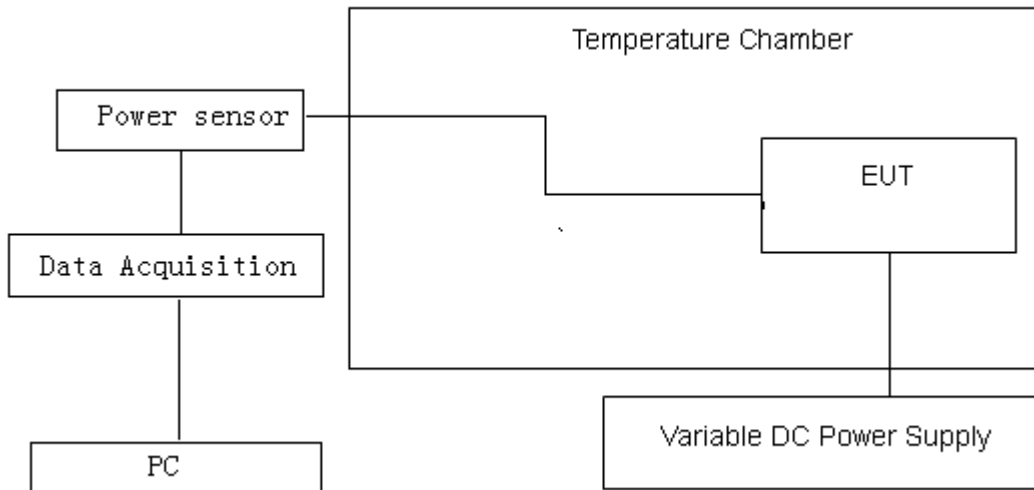 Temperature Chamber
Power sensor
EUT
Data Acquisition
Variable DC Power Supply
PC